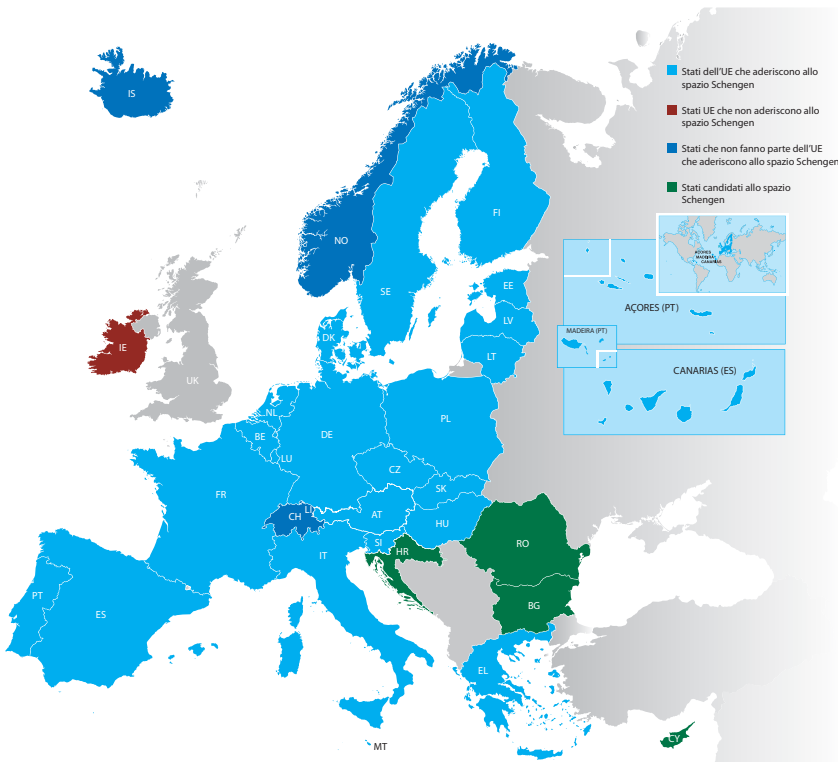 Stati dell'UE che aderiscono allo
spazio Schengen
Stati UE che non aderiscono allo
spazio Schengen
Stati che non fanno parte dell'UE
che aderiscono allo spazio Schengen
Stati candidati allo spazio
Schengen
IS
NO
FI
SE
EE
LV
LT
DK
IE
UK
NL
BE
LU
DE
PL
CZ
SK
FR
CH
LI
AT
HU
SI
HR
RO
IT
BG
PT
ES
EL
MT
CY
AÇORES
MADEIRA
CANARIAS
AÇORES (PT)
MADEIRA (PT)
CANARIAS (ES)